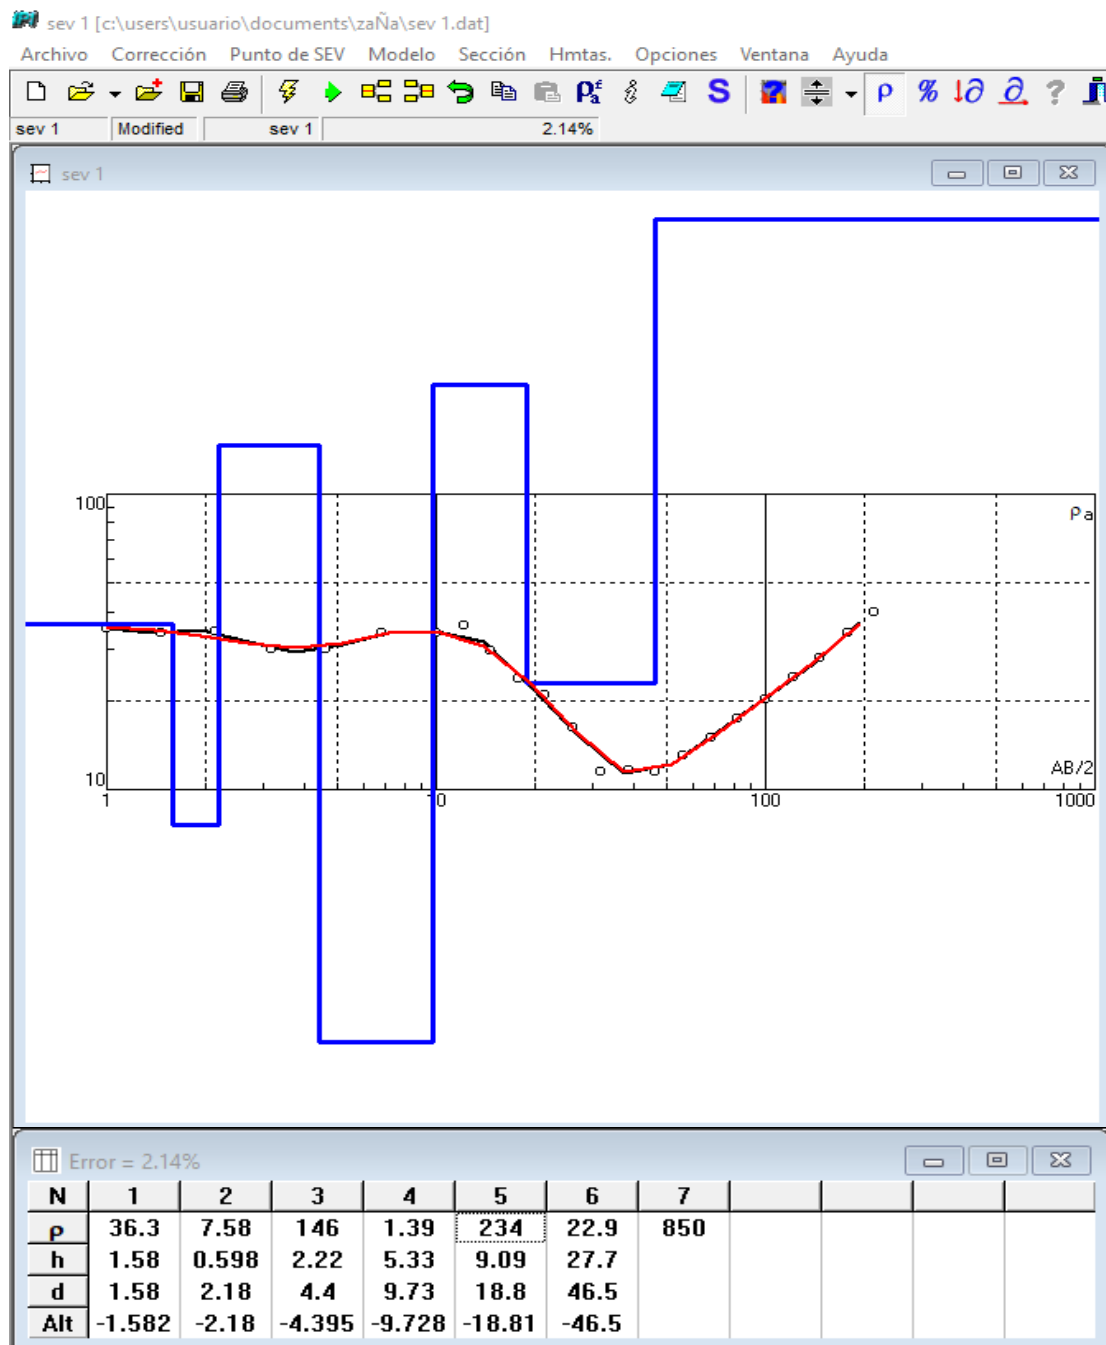 sev 1 [c:\users\usuario\documents\zaÑa\sev 1.dat]
Archivo Corrección Punto de SEV Modelo Sección Hmtas. Opciones Ventana Ayuda
sev 1 Modified sev 1 2.14%
sev 1
100
ρa
10
AB/2
1 10 100 1000
Error = 2.14%
N 1 2 3 4 5 6 7
ρ 36.3 7.58 146 1.39 234 22.9 850
h 1.58 0.598 2.22 5.33 9.09 27.7
d 1.58 2.18 4.4 9.73 18.8 46.5
Alt -1.582 -2.18 -4.395 -9.728 -18.81 -46.5